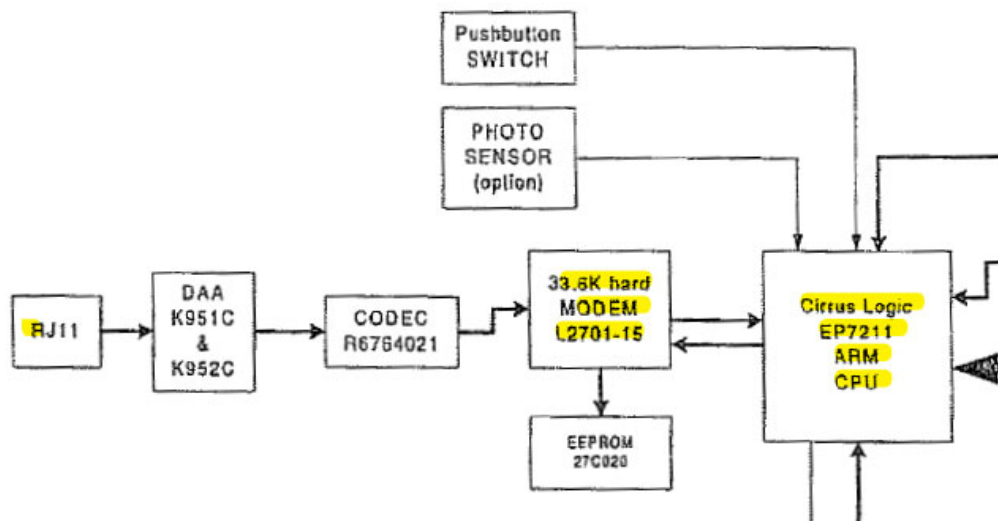 Pushbutton
SWITCH
PHOTO
SENSOR
(option)
RJ11
DAA
K951C
&
K952C
CODEC
R6764021
33.6K hard
MODEM
L2701-15
EEPROM
27C020
Cirrus Logic
EP7211
ARM
CPU